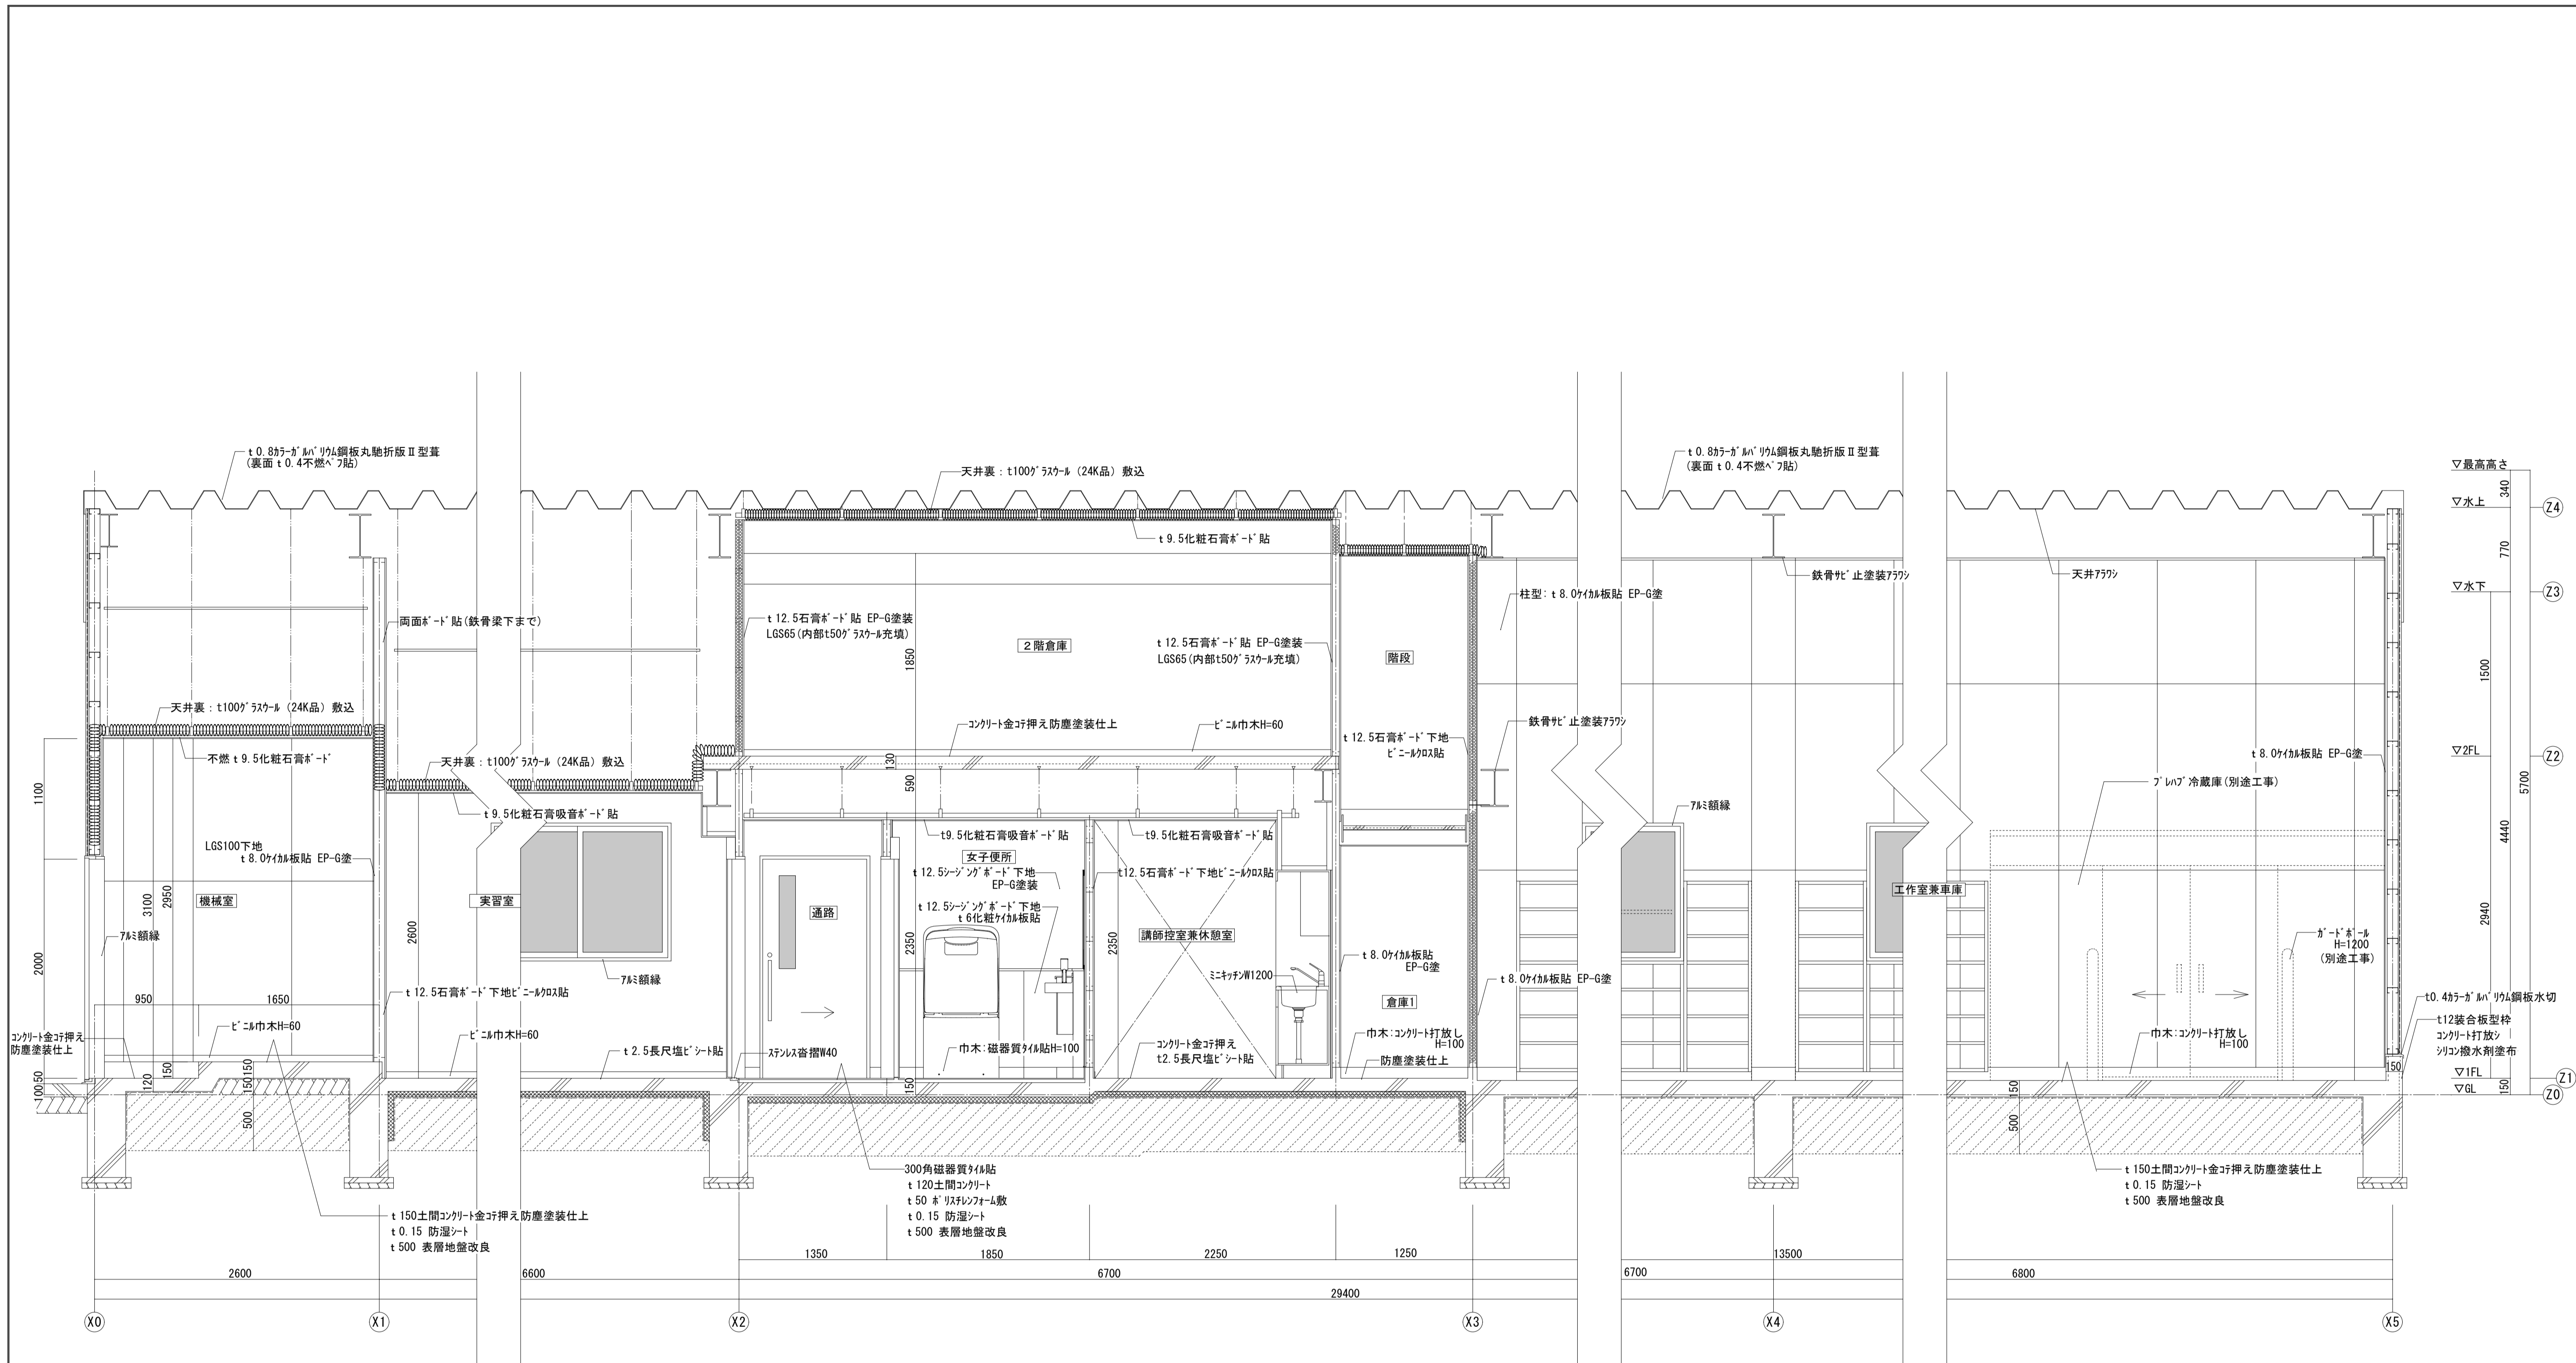 t0.8ｶﾗｰｶﾞﾙﾊﾞﾘｳﾑ鋼板丸馳折版Ⅱ型葺
(裏面t0.4不燃ﾍﾟﾌ貼)
天井裏：t100ｸﾞﾗｽｳｰﾙ（24K品）敷込
t0.8ｶﾗｰｶﾞﾙﾊﾞﾘｳﾑ鋼板丸馳折版Ⅱ型葺
(裏面t0.4不燃ﾍﾟﾌ貼)
▽最高高さ
340
▽水上
Z4
t9.5化粧石膏ﾎﾞｰﾄﾞ貼
770
鉄骨ｻﾋﾞ止塗装ｱﾗﾜｼ
天井ｱﾗﾜｼ
▽水下
Z3
柱型：t8.0ｹｲｶﾙ板貼 EP-G塗
両面ﾎﾞｰﾄﾞ貼(鉄骨梁下まで)
t12.5石膏ﾎﾞｰﾄﾞ貼 EP-G塗装
LGS65(内部t50ｸﾞﾗｽｳｰﾙ充填)
２階倉庫
t12.5石膏ﾎﾞｰﾄﾞ貼 EP-G塗装
LGS65(内部t50ｸﾞﾗｽｳｰﾙ充填)
階段
1850
1500
天井裏：t100ｸﾞﾗｽｳｰﾙ（24K品）敷込
ｺﾝｸﾘｰﾄ金ｺﾃ押え防塵塗装仕上
ﾋﾞﾆﾙ巾木H=60
鉄骨ｻﾋﾞ止塗装ｱﾗﾜｼ
t12.5石膏ﾎﾞｰﾄﾞ下地
ﾋﾞﾆｰﾙｸﾛｽ貼
t8.0ｹｲｶﾙ板貼 EP-G塗
▽2FL
Z2
不燃t9.5化粧石膏ﾎﾞｰﾄﾞ
天井裏：t100ｸﾞﾗｽｳｰﾙ（24K品）敷込
130
590
1100
ﾌﾟﾚﾊﾌﾞ冷蔵庫(別途工事)
5700
t9.5化粧石膏吸音ﾎﾞｰﾄﾞ貼
ｱﾙﾐ額縁
t9.5化粧石膏吸音ﾎﾞｰﾄﾞ貼
t9.5化粧石膏吸音ﾎﾞｰﾄﾞ貼
4440
LGS100下地
t8.0ｹｲｶﾙ板貼 EP-G塗
女子便所
t12.5ｼｰｼﾞﾝｸﾞﾎﾞｰﾄﾞ下地
EP-G塗装
t12.5石膏ﾎﾞｰﾄﾞ下地ﾋﾞﾆｰﾙｸﾛｽ貼
t12.5ｼｰｼﾞﾝｸﾞﾎﾞｰﾄﾞ下地
t6化粧ｹｲｶﾙ板貼
機械室
実習室
通路
講師控室兼休憩室
工作室兼車庫
3100
2950
2600
2350
2350
2940
ｱﾙﾐ額縁
ｶﾞｰﾄﾞﾎﾟｰﾙ
H=1200
(別途工事)
2000
t8.0ｹｲｶﾙ板貼
EP-G塗
ﾐﾆｷｯﾁﾝW1200
ｱﾙﾐ額縁
t12.5石膏ﾎﾞｰﾄﾞ下地ﾋﾞﾆｰﾙｸﾛｽ貼
t8.0ｹｲｶﾙ板貼 EP-G塗
950
1650
倉庫1
t0.4ｶﾗｰｶﾞﾙﾊﾞﾘｳﾑ鋼板水切
ﾋﾞﾆﾙ巾木H=60
ﾋﾞﾆﾙ巾木H=60
t12装合板型枠
ｺﾝｸﾘｰﾄ打放ｼ
ｼﾘｺﾝ撥水剤塗布
ｺﾝｸﾘｰﾄ金ｺﾃ押え
防塵塗装仕上
t2.5長尺塩ﾋﾞｼｰﾄ貼
ｽﾃﾝﾚｽ沓摺W40
巾木：磁器質ﾀｲﾙ貼H=100
ｺﾝｸﾘｰﾄ金ｺﾃ押え
t2.5長尺塩ﾋﾞｼｰﾄ貼
巾木：ｺﾝｸﾘｰﾄ打放し
H=100
防塵塗装仕上
巾木：ｺﾝｸﾘｰﾄ打放し
H=100
50
▽1FL
Z1
▽GL
Z0
150
50
100
120
150
150
150
500
150
150
500
300角磁器質ﾀｲﾙ貼
t120土間ｺﾝｸﾘｰﾄ
t50 ﾎﾟﾘｽﾁﾚﾝﾌｫｰﾑ敷
t0.15 防湿ｼｰﾄ
t500 表層地盤改良
t150土間ｺﾝｸﾘｰﾄ金ｺﾃ押え防塵塗装仕上
t0.15 防湿ｼｰﾄ
t500 表層地盤改良
t150土間ｺﾝｸﾘｰﾄ金ｺﾃ押え防塵塗装仕上
t0.15 防湿ｼｰﾄ
t500 表層地盤改良
1350
1850
2250
1250
13500
2600
6600
6700
6700
6800
29400
X0
X1
X2
X3
X4
X5